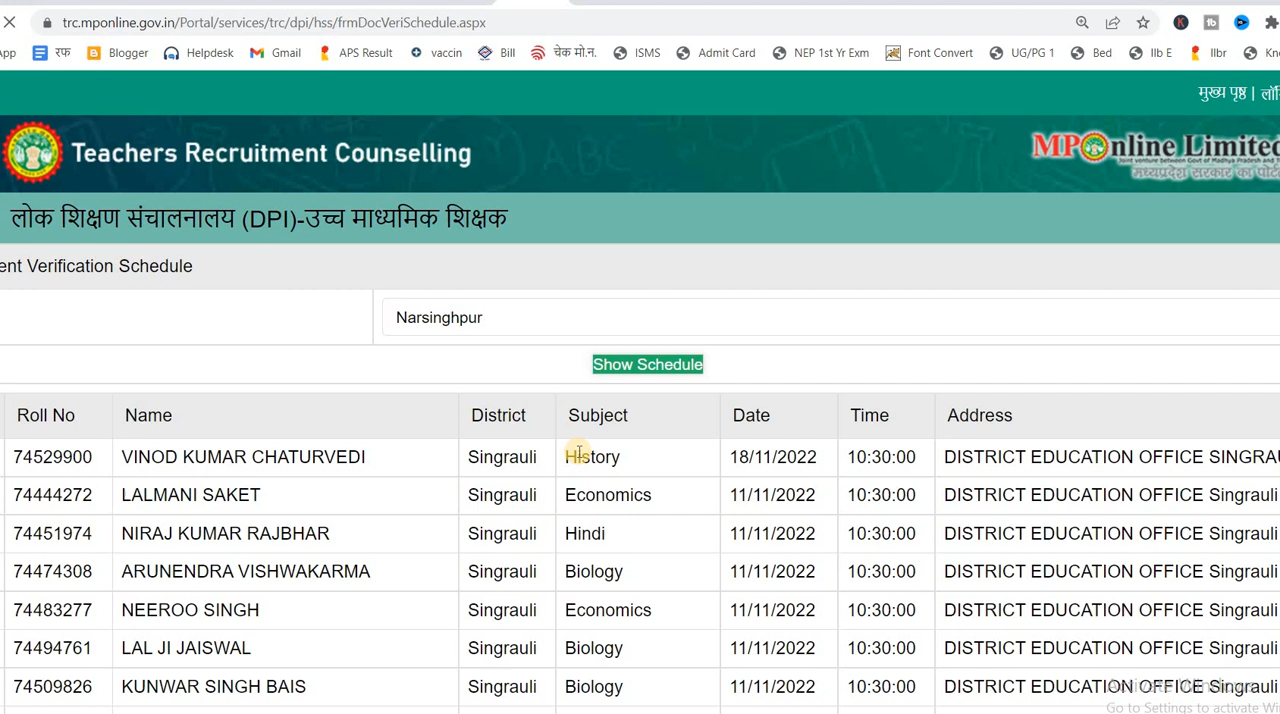 trc.mponline.gov.in/Portal/services/trc/dpi/hss/frmDocVeriSchedule.aspx
App रफ Blogger Helpdesk Gmail APS Result vaccin Bill चेक मो.न. ISMS Admit Card NEP 1st Yr Exm Font Convert UG/PG 1 Bed llb E llbr Kn
मुख्य पृष्ठ | लॉ
Teachers Recruitment Counselling MPOnline Limited
लोक शिक्षण संचालनालय (DPI)-उच्च माध्यमिक शिक्षक
ent Verification Schedule
Narsinghpur
Show Schedule
Roll No Name District Subject Date Time Address
74529900 VINOD KUMAR CHATURVEDI Singrauli History 18/11/2022 10:30:00 DISTRICT EDUCATION OFFICE SINGRAU
74444272 LALMANI SAKET Singrauli Economics 11/11/2022 10:30:00 DISTRICT EDUCATION OFFICE Singrauli
74451974 NIRAJ KUMAR RAJBHAR Singrauli Hindi 11/11/2022 10:30:00 DISTRICT EDUCATION OFFICE Singrauli
74474308 ARUNENDRA VISHWAKARMA Singrauli Biology 11/11/2022 10:30:00 DISTRICT EDUCATION OFFICE Singrauli
74483277 NEEROO SINGH Singrauli Economics 11/11/2022 10:30:00 DISTRICT EDUCATION OFFICE Singrauli
74494761 LAL JI JAISWAL Singrauli Biology 11/11/2022 10:30:00 DISTRICT EDUCATION OFFICE Singrauli
74509826 KUNWAR SINGH BAIS Singrauli Biology 11/11/2022 10:30:00 DISTRICT EDUCATION OFFICE Singrauli
Activate Windows
Go to Settings to activate Wi